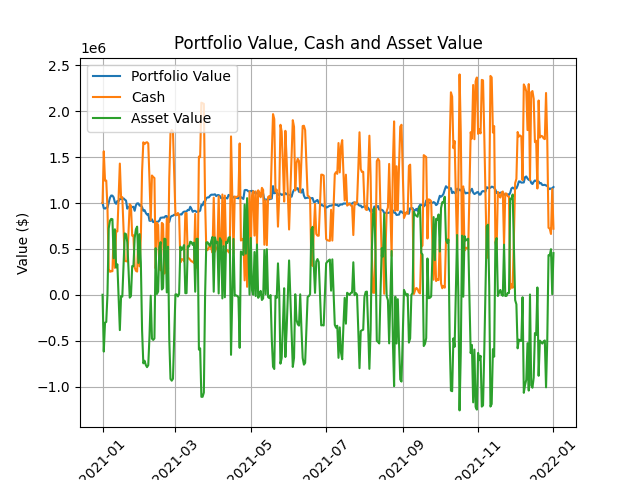 Portfolio Value, Cash and Asset Value
1e6
Portfolio Value
Cash
Asset Value
Value ($)
2.5
2.0
1.5
1.0
0.5
0.0
−0.5
−1.0
2021-01
2021-03
2021-05
2021-07
2021-09
2021-11
2022-01